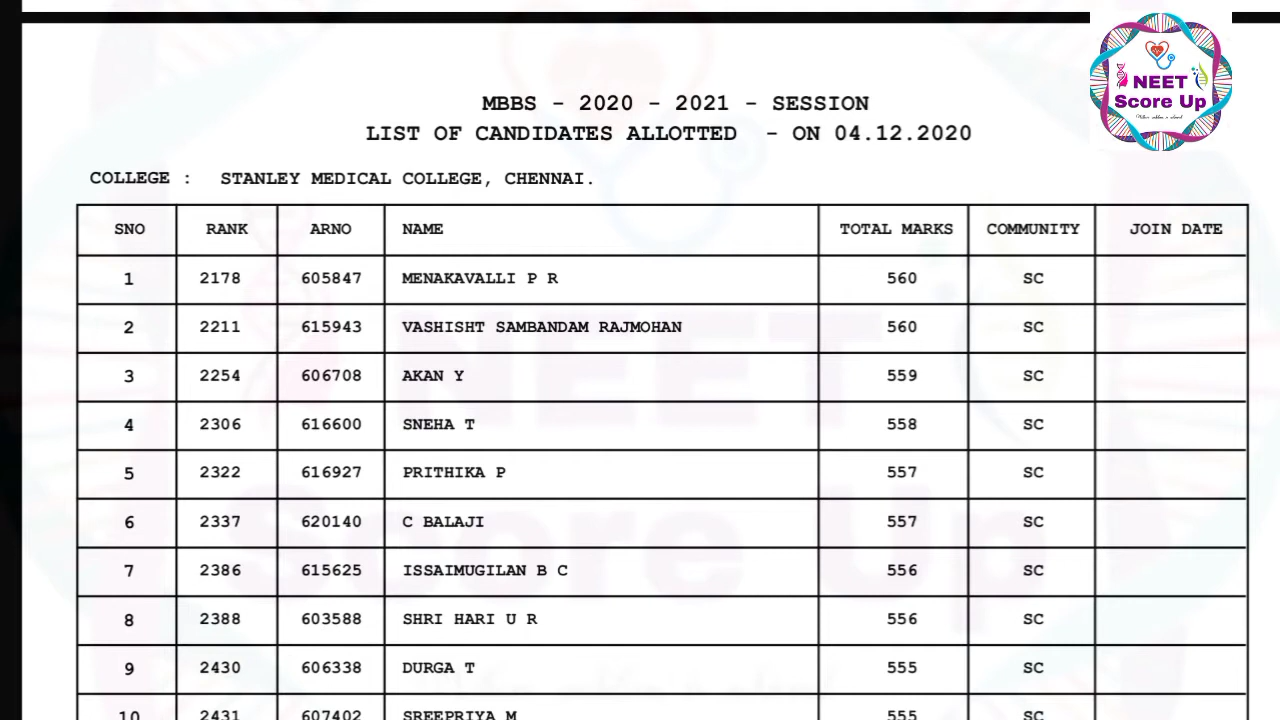 NEET
Score Up
MBBS - 2020 - 2021 - SESSION
LIST OF CANDIDATES ALLOTTED - ON 04.12.2020
COLLEGE : STANLEY MEDICAL COLLEGE, CHENNAI.
SNO RANK ARNO NAME TOTAL MARKS COMMUNITY JOIN DATE
1 2178 605847 MENAKAVALLI P R 560 SC
2 2211 615943 VASHISHT SAMBANDAM RAJMOHAN 560 SC
3 2254 606708 AKAN Y 559 SC
4 2306 616600 SNEHA T 558 SC
5 2322 616927 PRITHIKA P 557 SC
6 2337 620140 C BALAJI 557 SC
7 2386 615625 ISSAIMUGILAN B C 556 SC
8 2388 603588 SHRI HARI U R 556 SC
9 2430 606338 DURGA T 555 SC
10 2431 607402 SREEPRIYA M 555 SC
NEET
Score Up